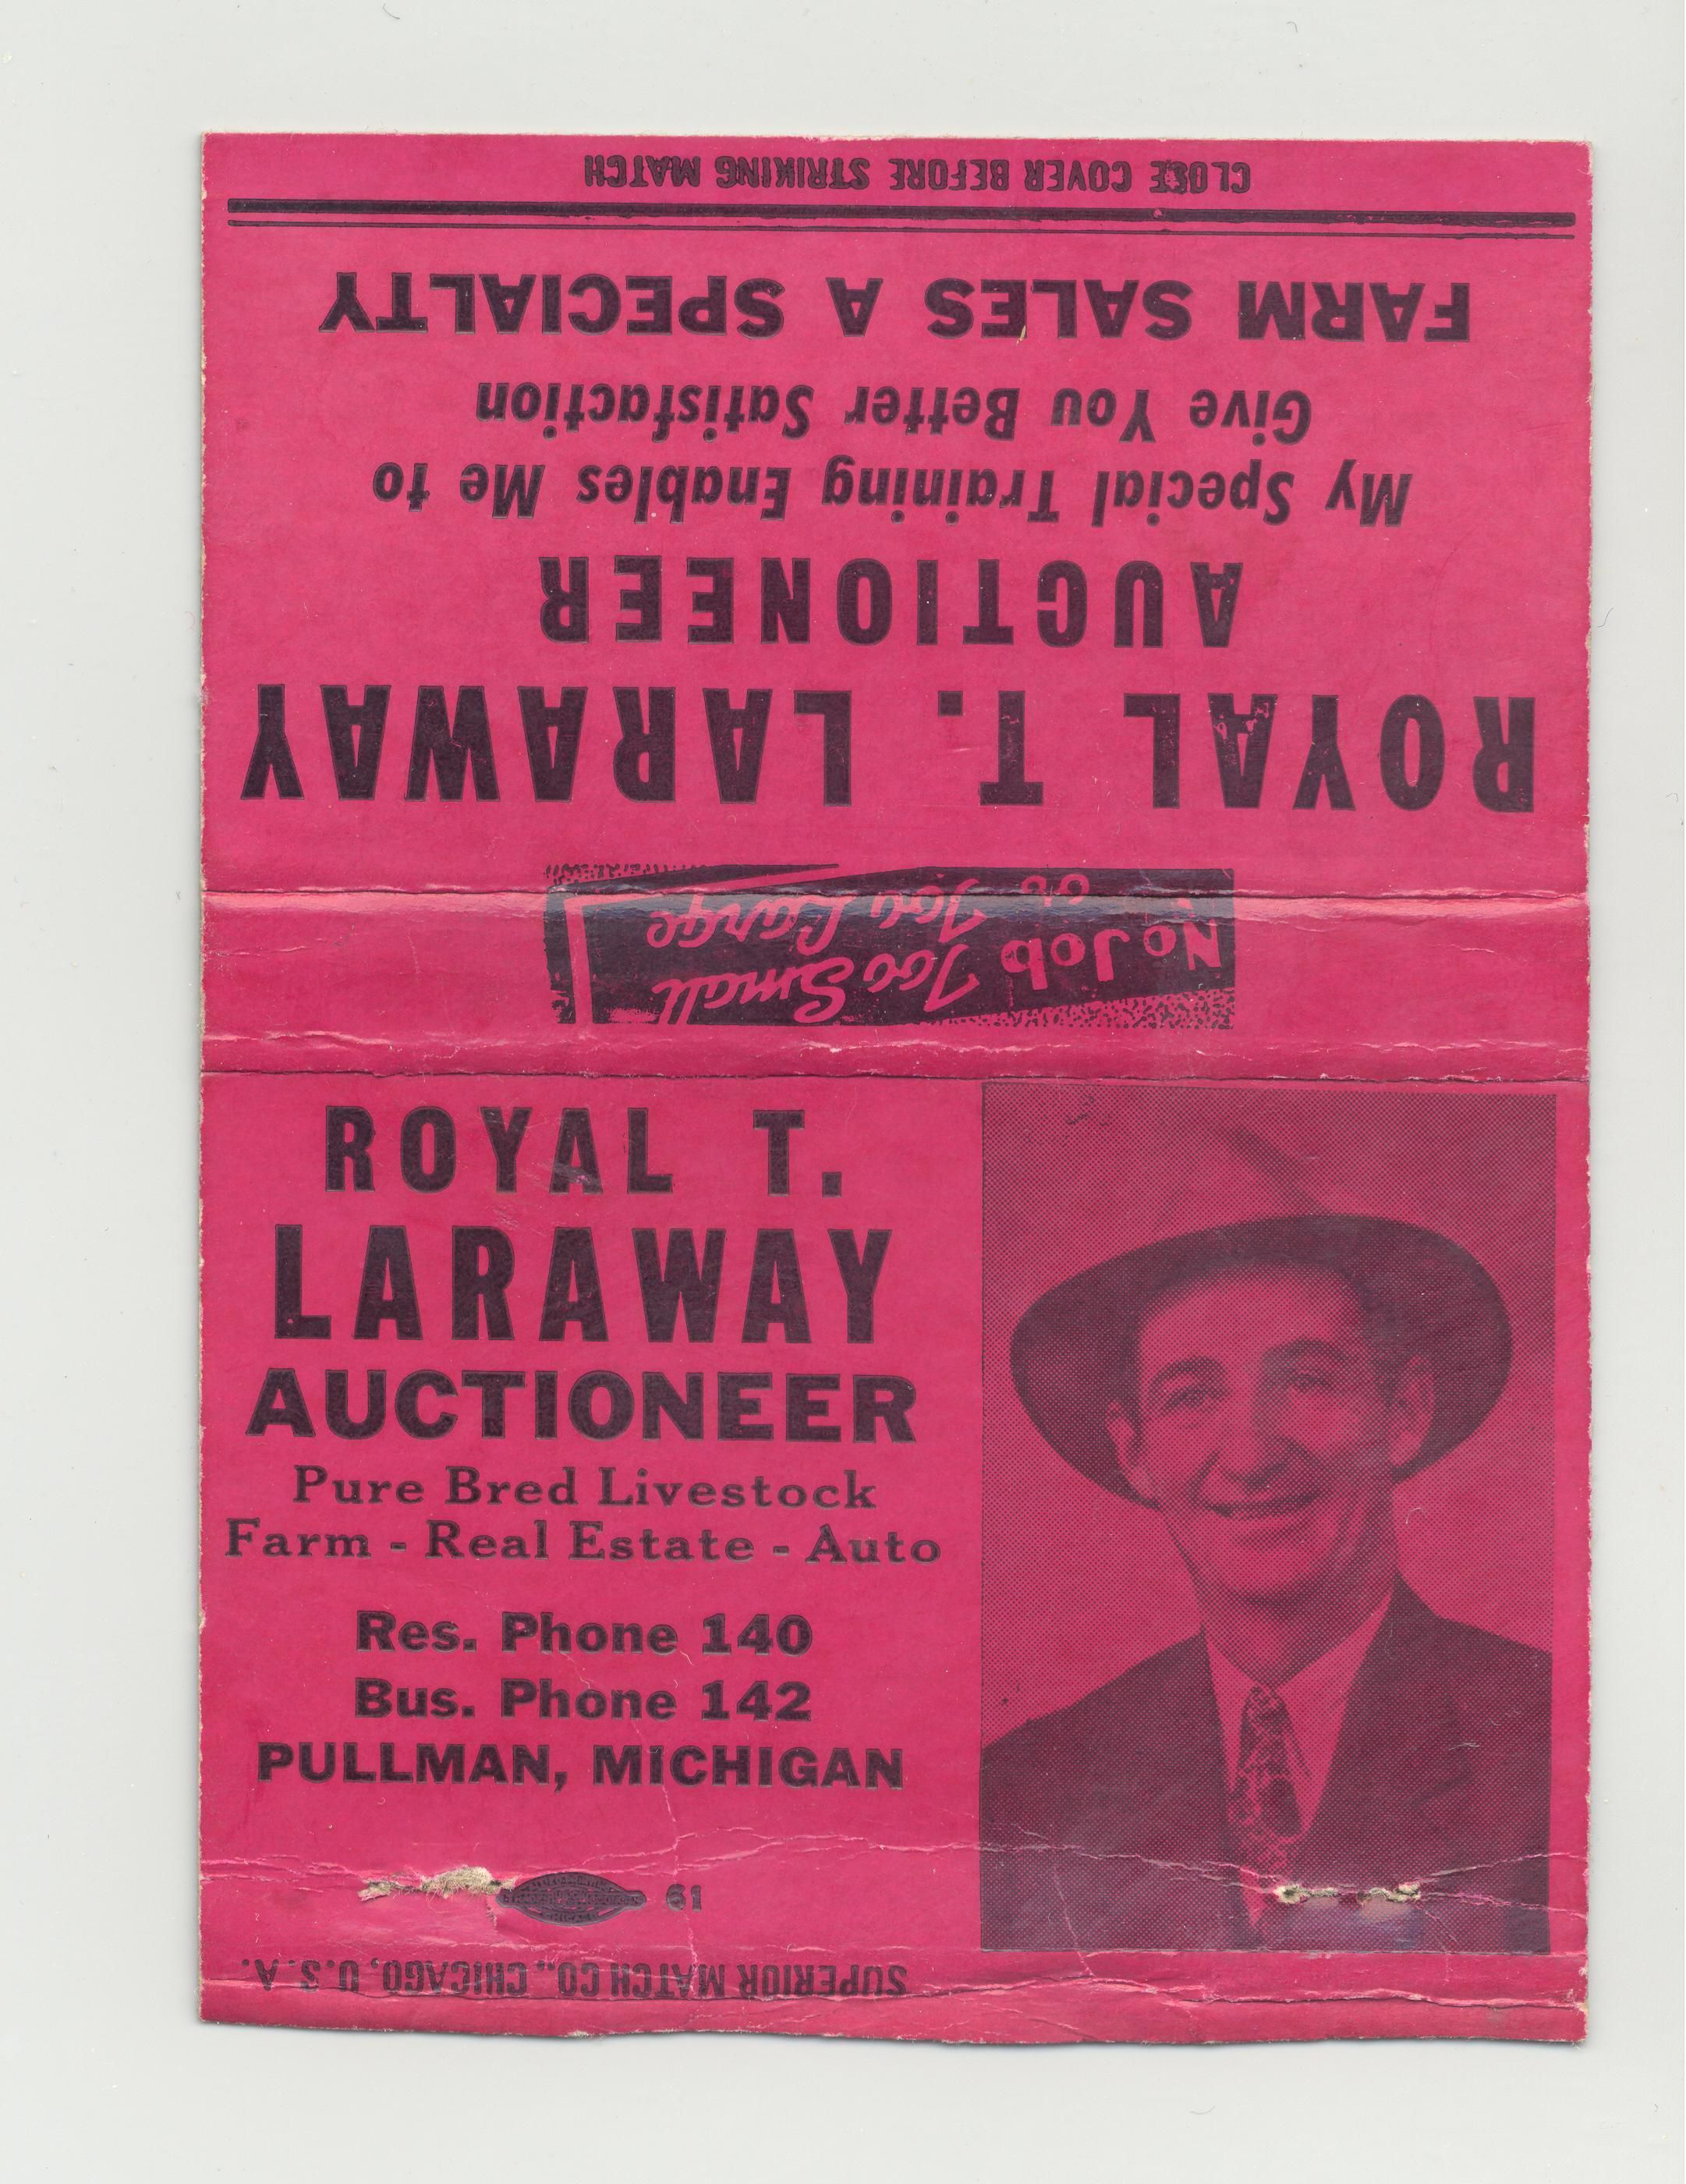 CLOSE COVER BEFORE STRIKING MATCH
FARM SALES A SPECIALTY
Give You Better Satisfaction
My Special Training Enables Me to
AUCTIONEER
ROYAL T. LARAWAY
No Job Too Small
or Too Large
ROYAL T.
LARAWAY
AUCTIONEER
Pure Bred Livestock
Farm - Real Estate - Auto
Res. Phone 140
Bus. Phone 142
PULLMAN, MICHIGAN
61
SUPERIOR MATCH CO., CHICAGO, U.S.A.